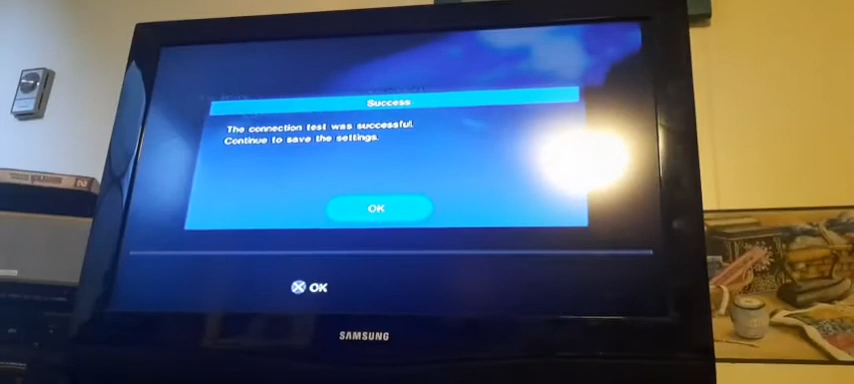 Success
The connection test was successful.
Continue to save the settings.
OK
OK
SAMSUNG